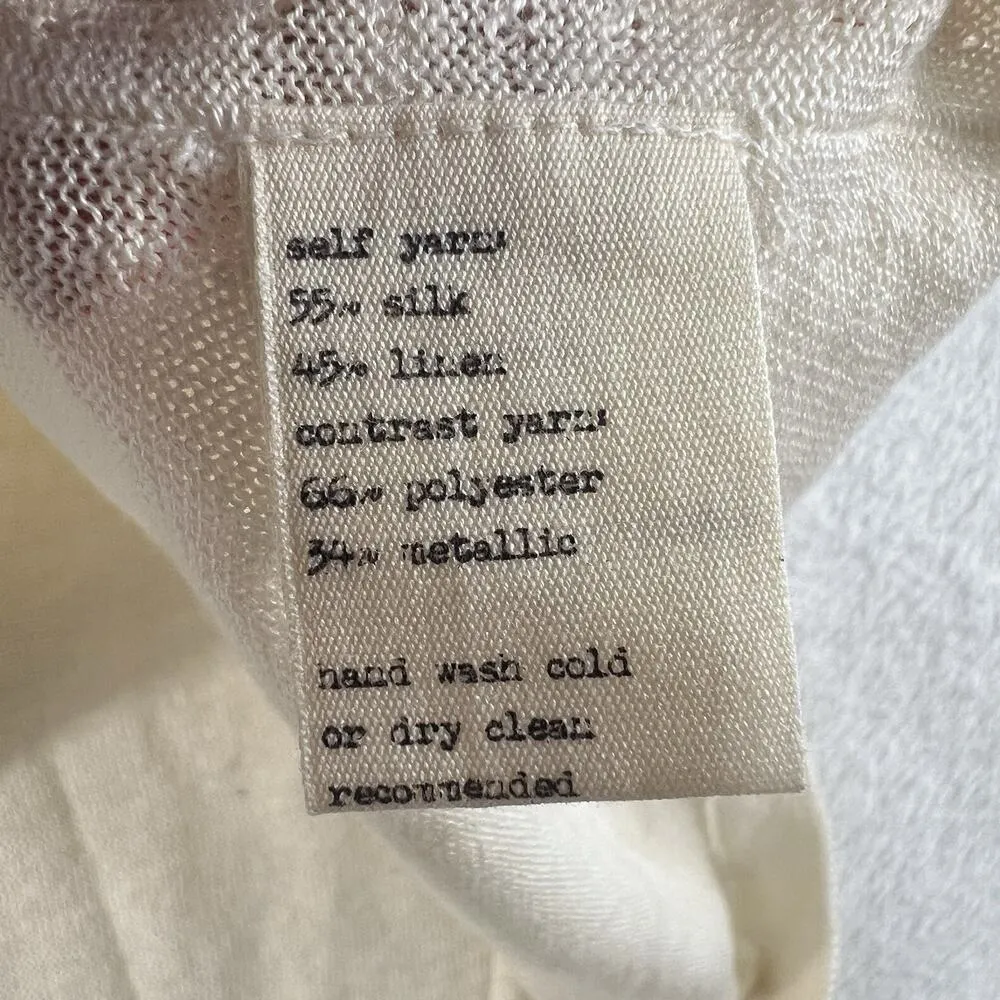 self yarn:
55% silk
45% linen
contrast yarn:
66% polyester
34% metallic
hand wash cold
or dry clean
recommended